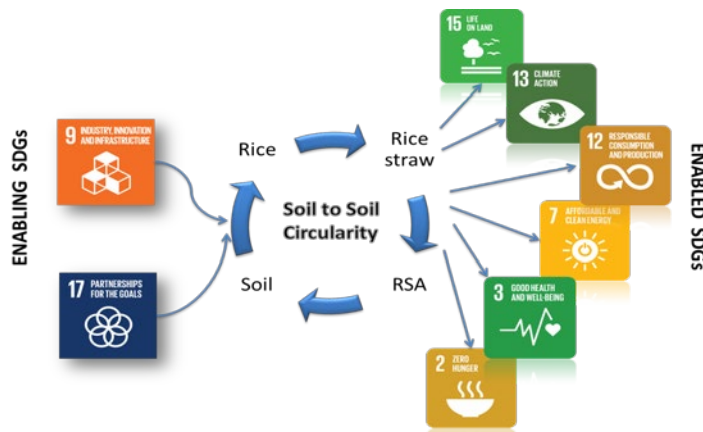 ENABLING SDGs
9 INDUSTRY, INNOVATION
AND INFRASTRUCTURE
17 PARTNERSHIPS
FOR THE GOALS
Rice
Rice
straw
Soil to Soil
Circularity
Soil
RSA
15 LIFE
ON LAND
13 CLIMATE
ACTION
12 RESPONSIBLE
CONSUMPTION
AND PRODUCTION
7 AFFORDABLE AND
CLEAN ENERGY
3 GOOD HEALTH
AND WELL-BEING
2 ZERO
HUNGER
ENABLED SDGs